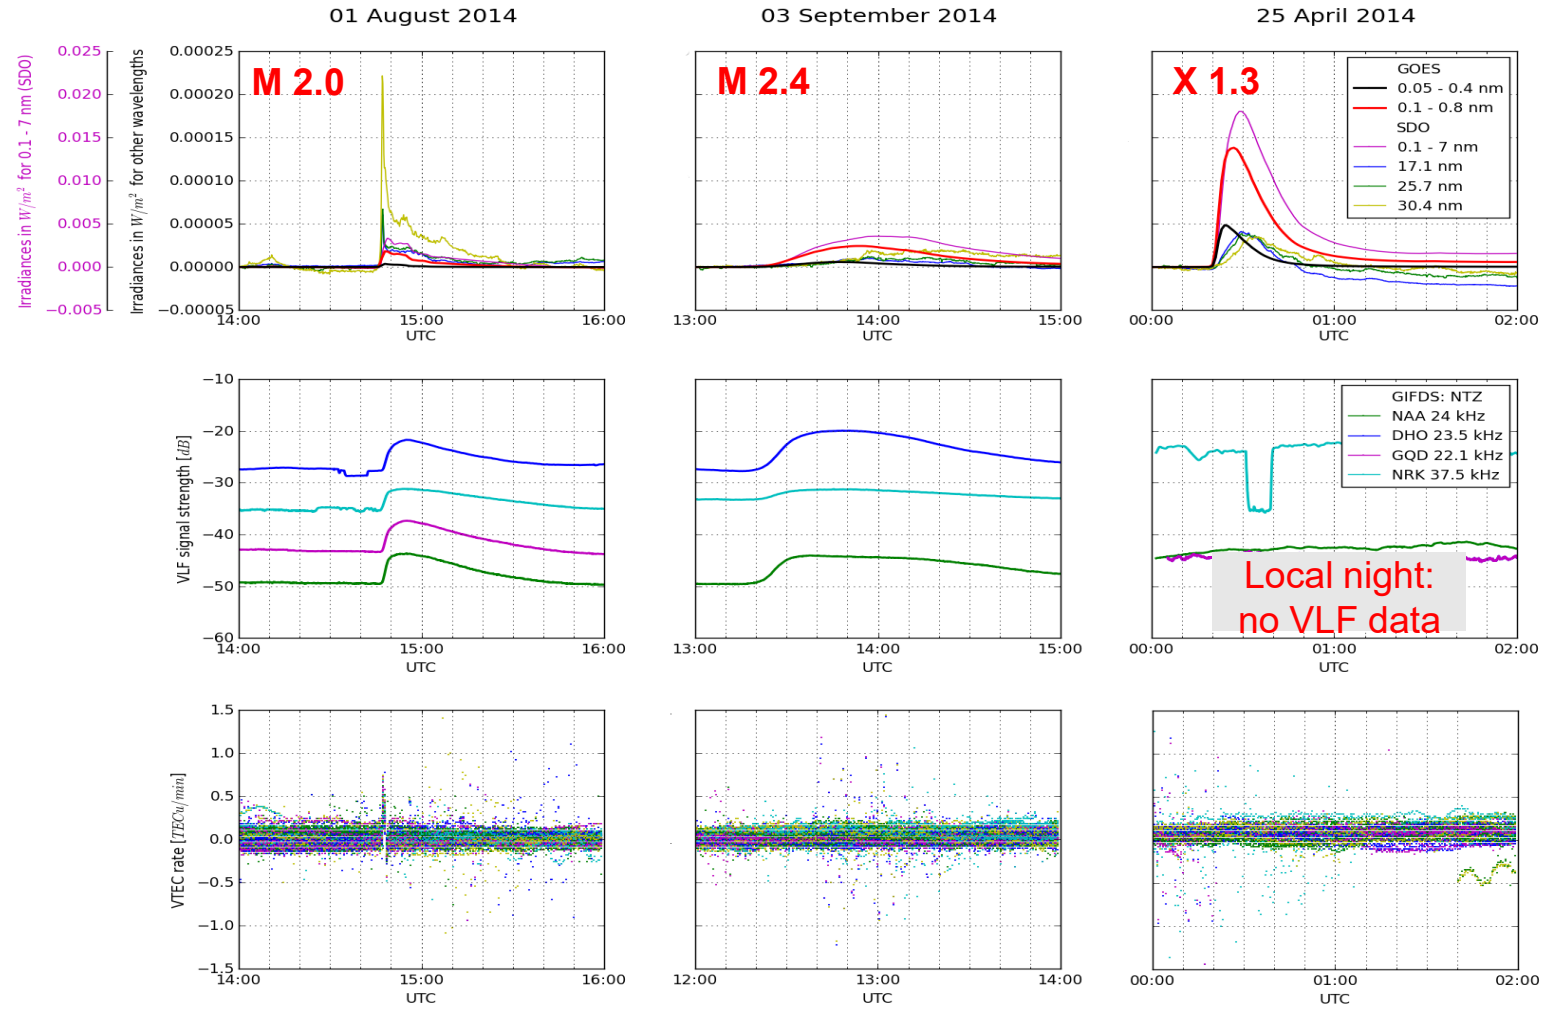 01 August 2014
03 September 2014
25 April 2014
Irradiances in W/m² for 0.1 - 7 nm (SDO)
0.025
0.020
0.015
0.010
0.005
0.000
−0.005
Irradiances in W/m² for other wavelengths
0.00025
0.00020
0.00015
0.00010
0.00005
0.00000
−0.00005
M 2.0
14:00
15:00
16:00
UTC
M 2.4
13:00
14:00
15:00
UTC
X 1.3
GOES
0.05 - 0.4 nm
0.1 - 0.8 nm
SDO
0.1 - 7 nm
17.1 nm
25.7 nm
30.4 nm
00:00
01:00
02:00
UTC
VLF signal strength [dB]
−10
−20
−30
−40
−50
−60
14:00
15:00
16:00
UTC
13:00
14:00
15:00
UTC
GIFDS: NTZ
NAA 24 kHz
DHO 23.5 kHz
GQD 22.1 kHz
NRK 37.5 kHz
Local night:
no VLF data
00:00
01:00
02:00
UTC
VTEC rate [TECu/min]
1.5
1.0
0.5
0.0
−0.5
−1.0
−1.5
14:00
15:00
16:00
UTC
12:00
13:00
14:00
UTC
00:00
01:00
02:00
UTC